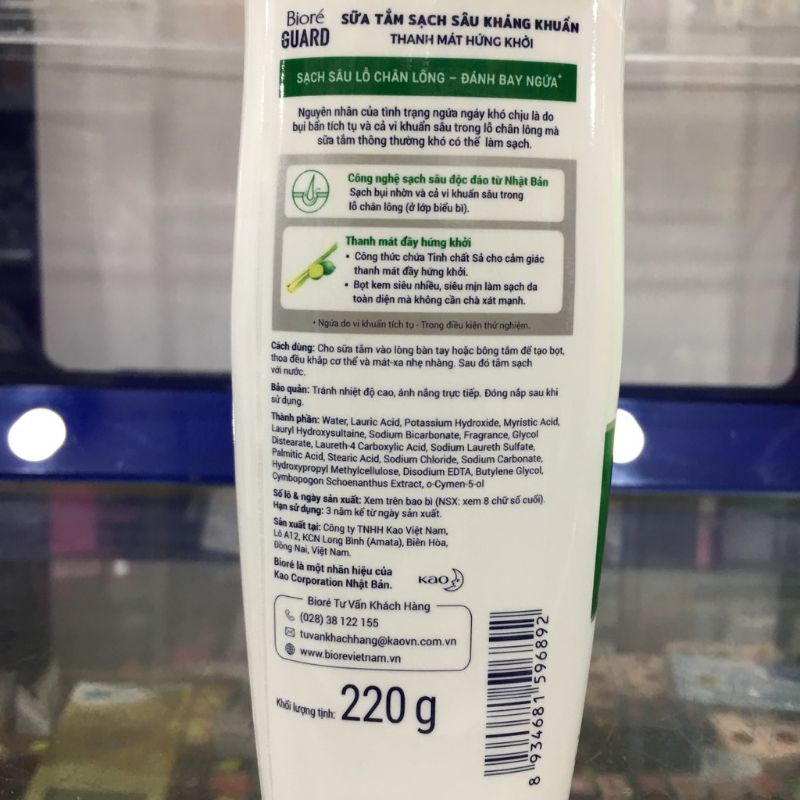 Bioré
GUARD
SỮA TẮM SẠCH SÂU KHÁNG KHUẨN
THANH MÁT HỨNG KHỞI
SẠCH SÂU LỖ CHÂN LÔNG – ĐÁNH BAY NGỨA*
Nguyên nhân của tình trạng ngứa ngáy khó chịu là do
bụi bẩn tích tụ và cả vi khuẩn sâu trong lỗ chân lông mà
sữa tắm thông thường khó có thể làm sạch.
Công nghệ sạch sâu độc đáo từ Nhật Bản
Sạch bụi nhờn và cả vi khuẩn sâu trong
lỗ chân lông (ở lớp biểu bì).
Thanh mát đầy hứng khởi
• Công thức chứa Tinh chất Sả cho cảm giác
thanh mát đầy hứng khởi.
• Bọt kem siêu nhiều, siêu mịn làm sạch da
toàn diện mà không cần chà xát mạnh.
* Ngứa do vi khuẩn tích tụ - Trong điều kiện thử nghiệm.
Cách dùng: Cho sữa tắm vào lòng bàn tay hoặc bông tắm để tạo bọt,
thoa đều khắp cơ thể và mát-xa nhẹ nhàng. Sau đó tắm sạch
với nước.
Bảo quản: Tránh nhiệt độ cao, ánh nắng trực tiếp. Đóng nắp sau khi
sử dụng.
Thành phần: Water, Lauric Acid, Potassium Hydroxide, Myristic Acid,
Lauryl Hydroxysultaine, Sodium Bicarbonate, Fragrance, Glycol
Distearate, Laureth-4 Carboxylic Acid, Sodium Laureth Sulfate,
Palmitic Acid, Stearic Acid, Sodium Chloride, Sodium Carbonate,
Hydroxypropyl Methylcellulose, Disodium EDTA, Butylene Glycol,
Cymbopogon Schoenanthus Extract, o-Cymen-5-ol
Số lô & ngày sản xuất: Xem trên bao bì (NSX: xem 8 chữ số cuối).
Hạn sử dụng: 3 năm kể từ ngày sản xuất.
Sản xuất tại: Công ty TNHH Kao Việt Nam,
Lô A12, KCN Long Bình (Amata), Biên Hòa,
Đồng Nai, Việt Nam.
Bioré là một nhãn hiệu của
Kao Corporation Nhật Bản.
Kao
Bioré Tư Vấn Khách Hàng
(028) 38 122 155
tuvankhachhang@kaovn.com.vn
www.biorevietnam.vn
Khối lượng tịnh: 220 g
8 934681 596892